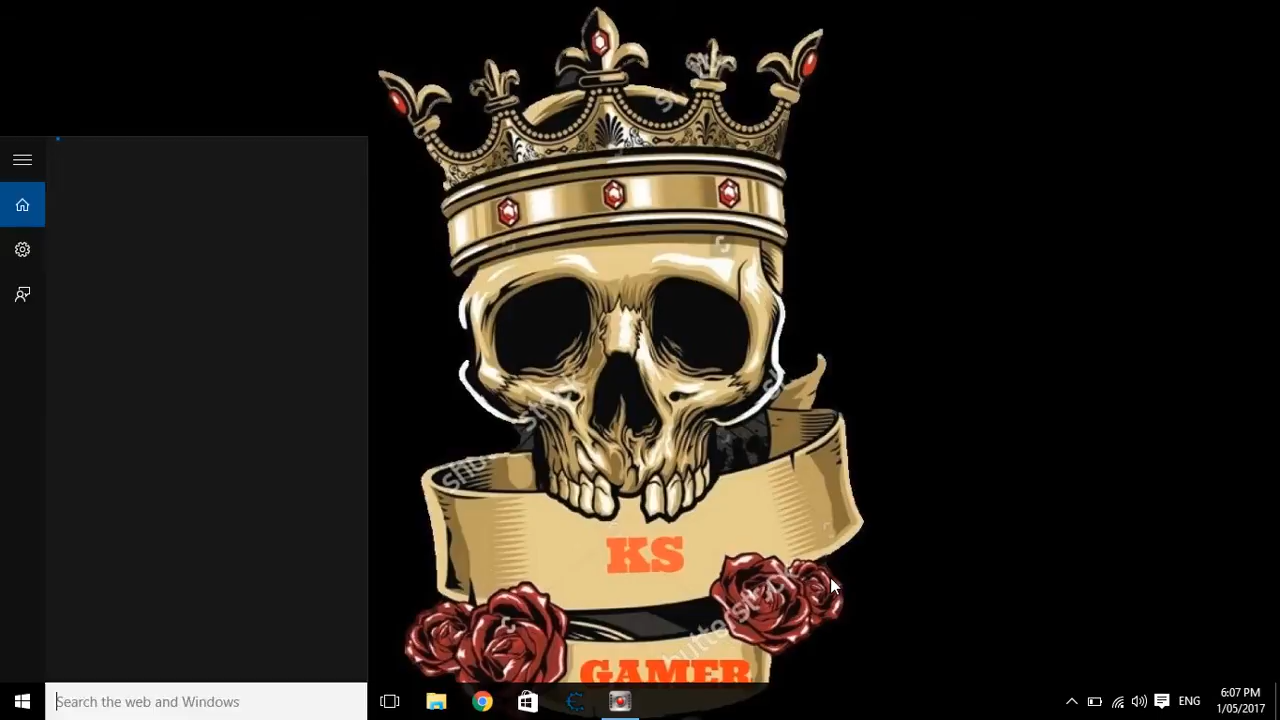 KS
GAMER
Search the web and Windows
ENG
6:07 PM
1/05/2017